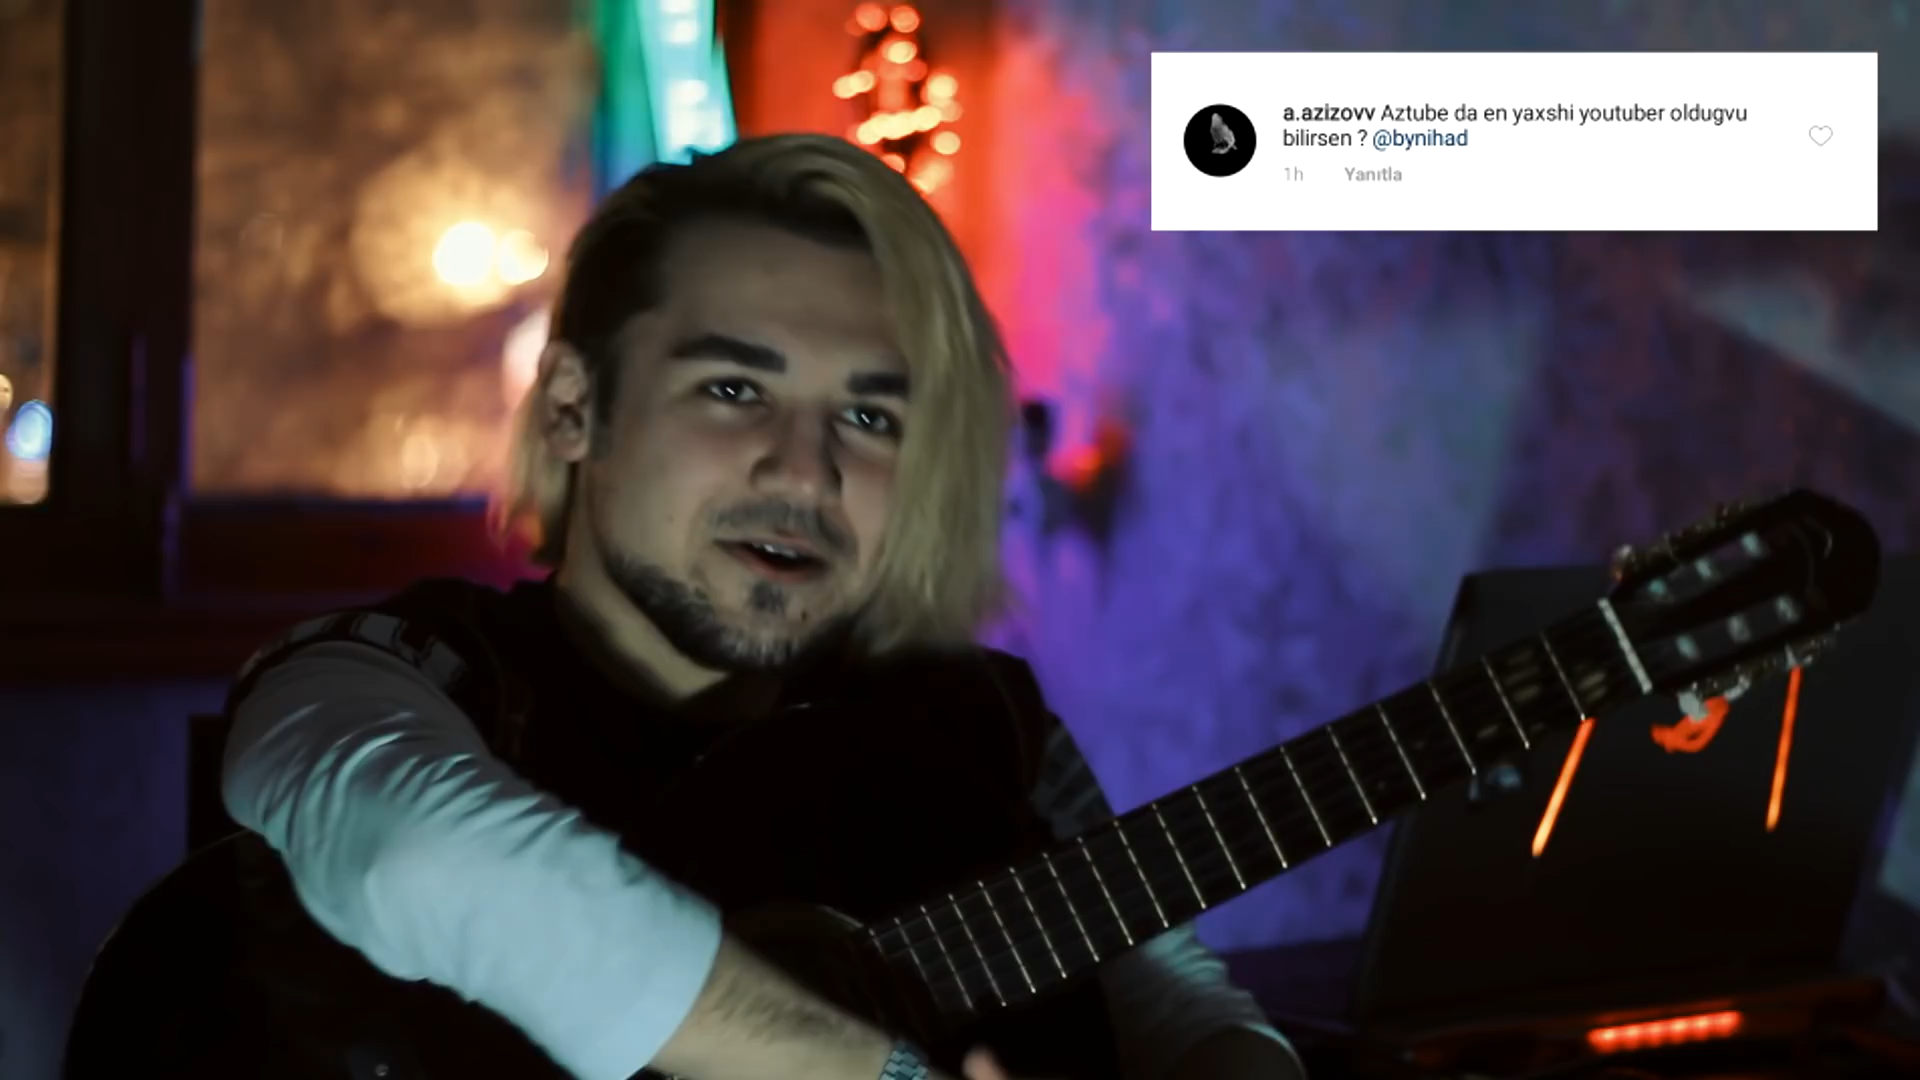 a.azizovv Aztube da en yaxshi youtuber oldugvu
bilirsen ? @bynihad
1h Yanıtla